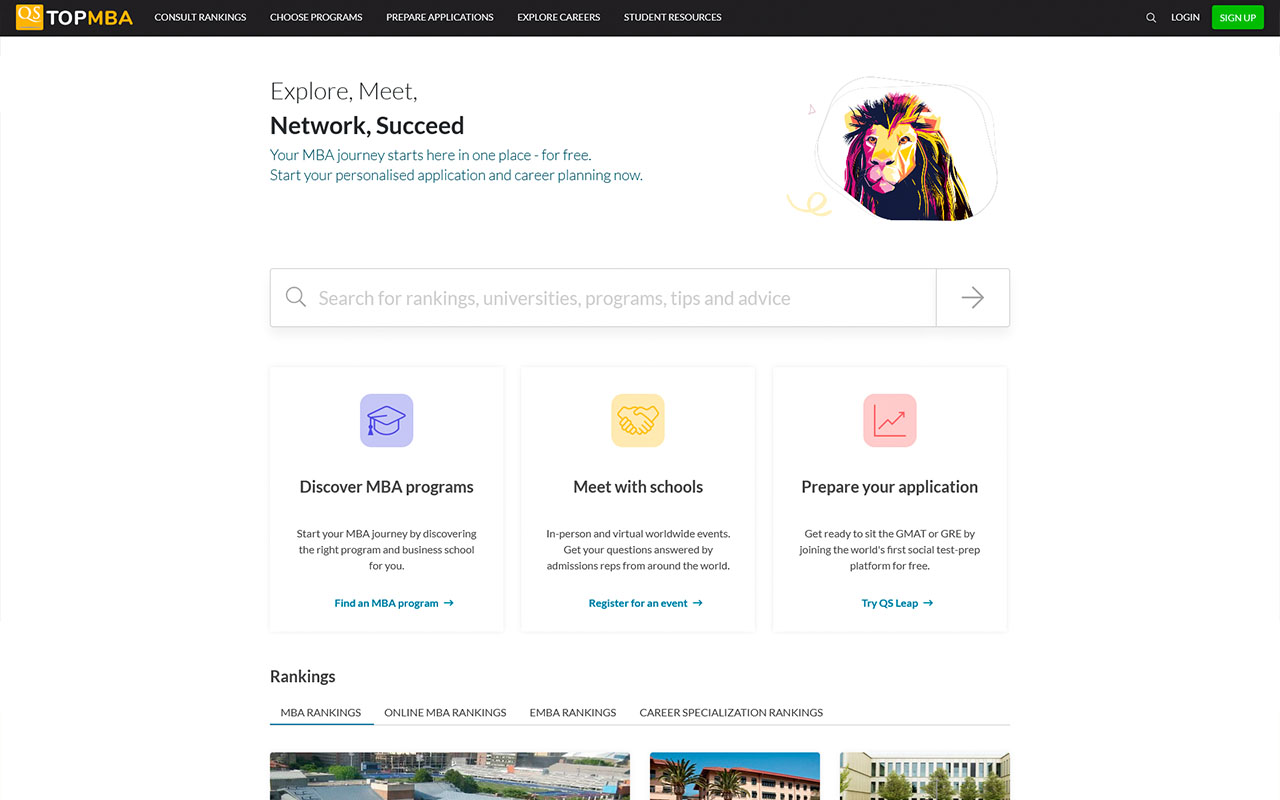 QS TOPMBA CONSULT RANKINGS CHOOSE PROGRAMS PREPARE APPLICATIONS EXPLORE CAREERS STUDENT RESOURCES LOGIN SIGN UP
Explore, Meet,
Network, Succeed
Your MBA journey starts here in one place - for free.
Start your personalised application and career planning now.
Search for rankings, universities, programs, tips and advice
Discover MBA programs
Start your MBA journey by discovering
the right program and business school
for you.
Find an MBA program →
Meet with schools
In-person and virtual worldwide events.
Get your questions answered by
admissions reps from around the world.
Register for an event →
Prepare your application
Get ready to sit the GMAT or GRE by
joining the world's first social test-prep
platform for free.
Try QS Leap →
Rankings
MBA RANKINGS ONLINE MBA RANKINGS EMBA RANKINGS CAREER SPECIALIZATION RANKINGS